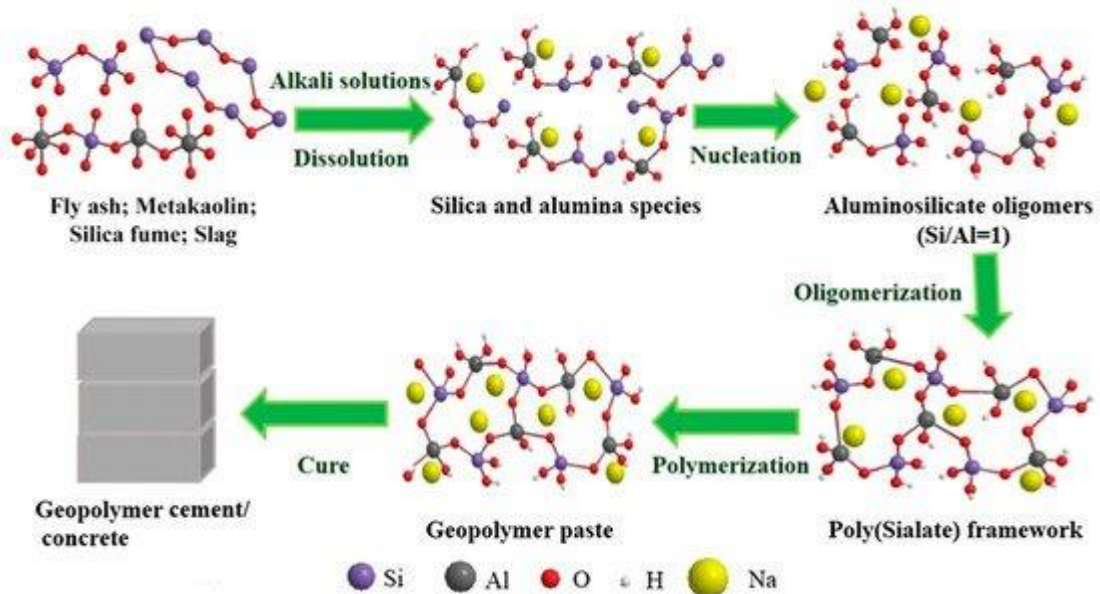 Alkali solutions
Dissolution
Nucleation
Fly ash; Metakaolin;
Silica fume; Slag
Silica and alumina species
Aluminosilicate oligomers
(Si/Al=1)
Oligomerization
Cure
Polymerization
Geopolymer cement/
concrete
Geopolymer paste
Poly(Sialate) framework
Si
Al
O
H
Na